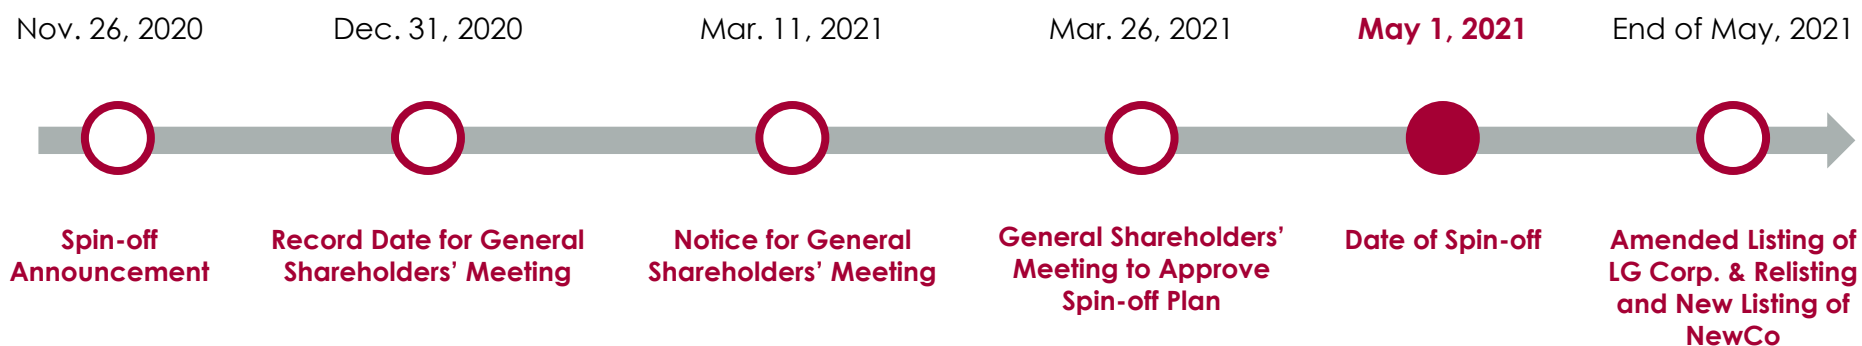 Nov. 26, 2020
Dec. 31, 2020
Mar. 11, 2021
Mar. 26, 2021
May 1, 2021
End of May, 2021
Spin-off
Announcement
Record Date for General
Shareholders’ Meeting
Notice for General
Shareholders’ Meeting
General Shareholders’
Meeting to Approve
Spin-off Plan
Date of Spin-off
Amended Listing of
LG Corp. & Relisting
and New Listing of
NewCo